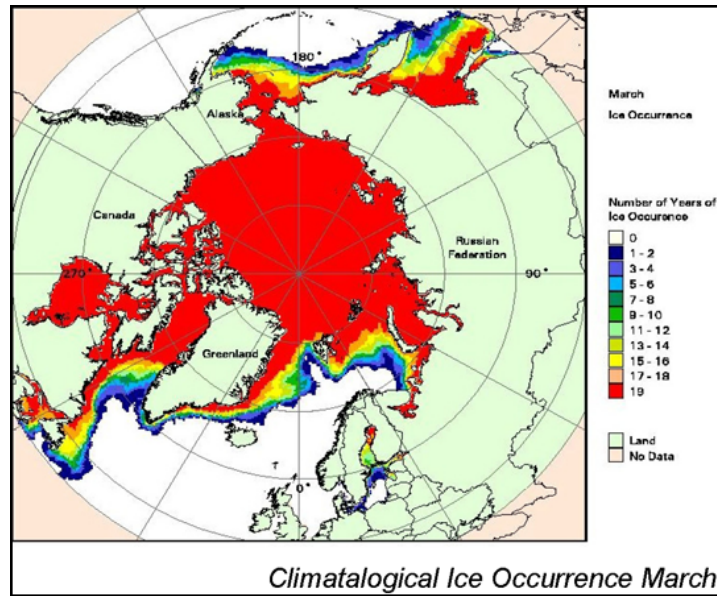 180°
Alaska
Canada
Russian
Federation
270°
90°
Greenland
0°
March
Ice Occurrence
Number of Years of
Ice Occurence
0
1 - 2
3 - 4
5 - 6
7 - 8
9 - 10
11 - 12
13 - 14
15 - 16
17 - 18
19
Land
No Data
Climatalogical Ice Occurrence March